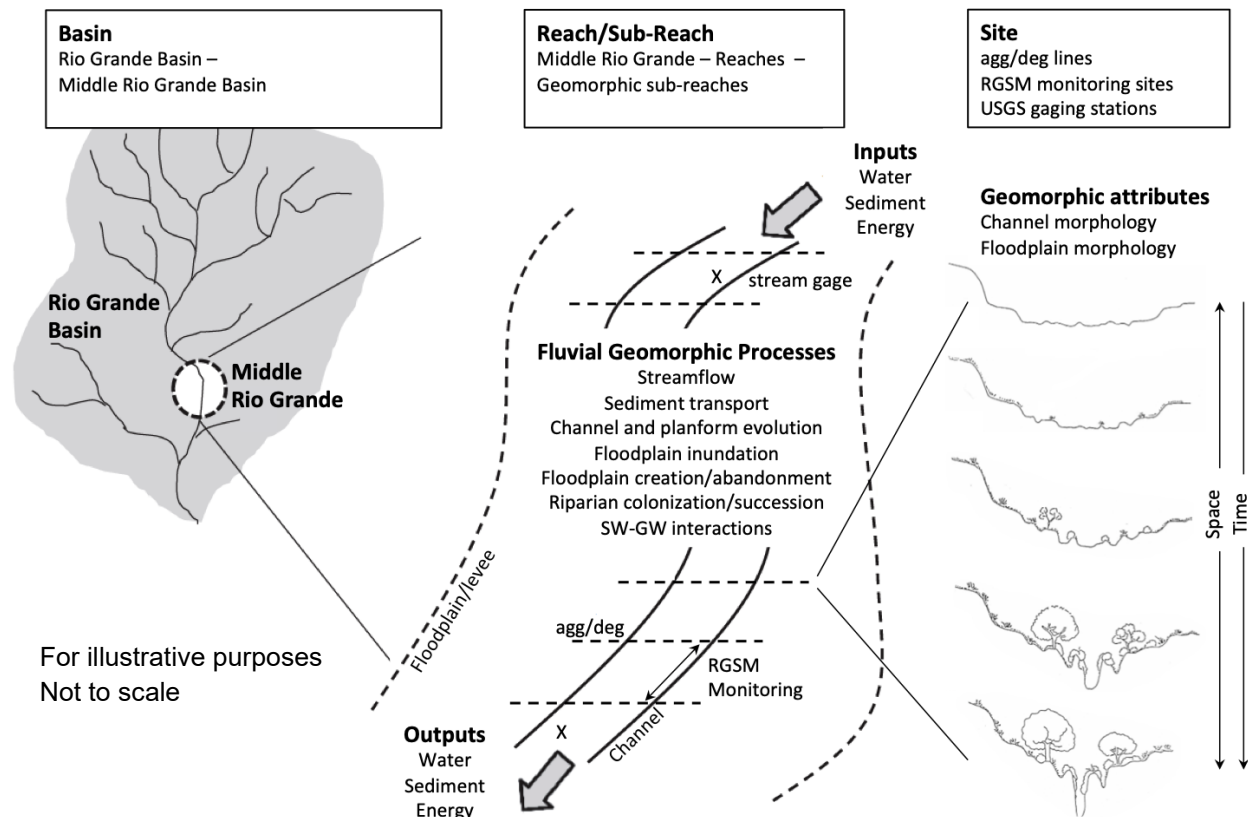 Basin
Rio Grande Basin –
Middle Rio Grande Basin
Reach/Sub-Reach
Middle Rio Grande – Reaches –
Geomorphic sub-reaches
Site
agg/deg lines
RGSM monitoring sites
USGS gaging stations
Rio Grande
Basin
Middle
Rio Grande
For illustrative purposes
Not to scale
Inputs
Water
Sediment
Energy
X
stream gage
Fluvial Geomorphic Processes
Streamflow
Sediment transport
Channel and planform evolution
Floodplain inundation
Floodplain creation/abandonment
Riparian colonization/succession
SW-GW interactions
Floodplain/levee
agg/deg
RGSM
Monitoring
Channel
X
Outputs
Water
Sediment
Energy
Geomorphic attributes
Channel morphology
Floodplain morphology
Space
Time